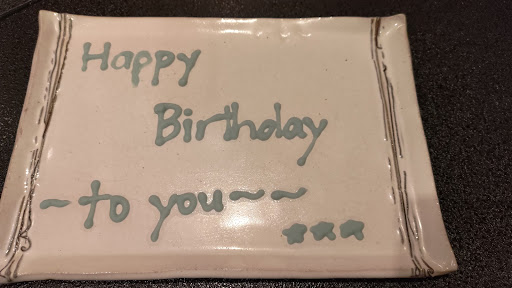 Happy
Birthday
~to you~~
★★★